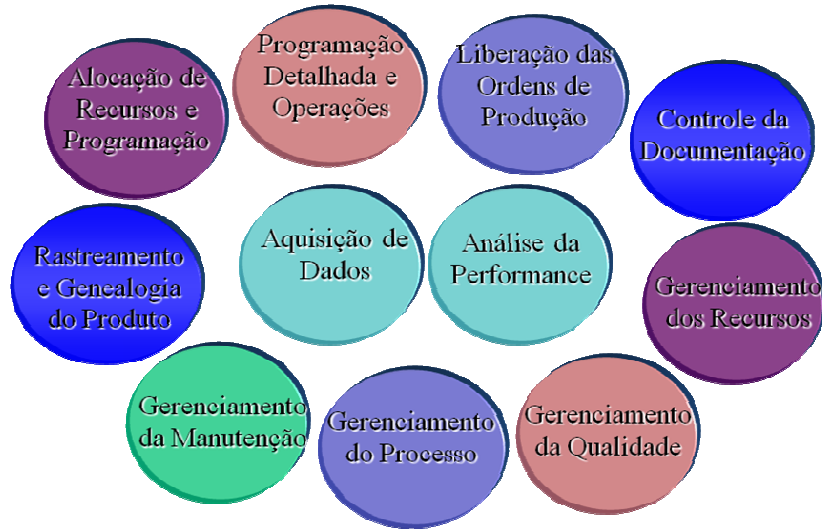 Alocação de
Recursos e
Programação
Programação
Detalhada e
Operações
Liberação das
Ordens de
Produção
Controle da
Documentação
Rastreamento
e Genealogia
do Produto
Aquisição de
Dados
Análise da
Performance
Gerenciamento
dos Recursos
Gerenciamento
da Manutenção
Gerenciamento
do Processo
Gerenciamento
da Qualidade